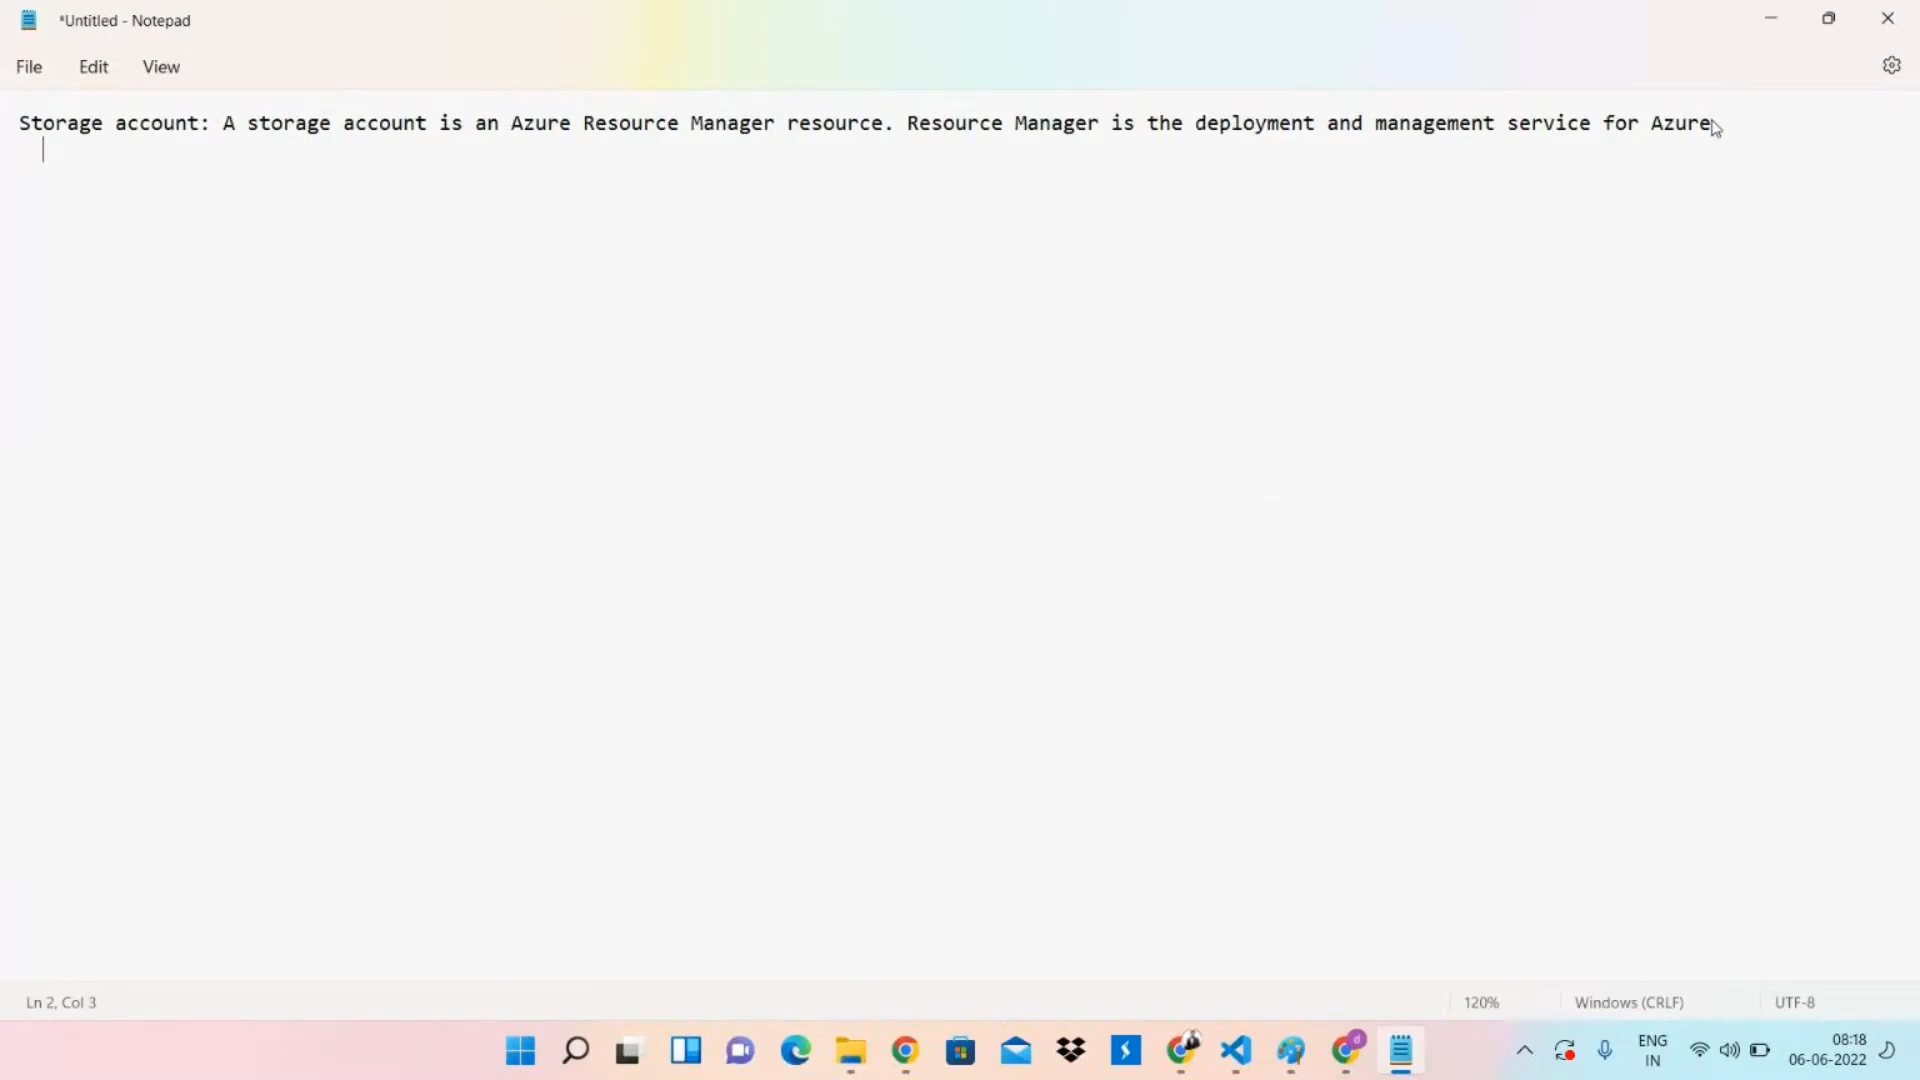 *Untitled - Notepad
File Edit View
Storage account: A storage account is an Azure Resource Manager resource. Resource Manager is the deployment and management service for Azure
Ln 2, Col 3 120% Windows (CRLF) UTF-8
ENG 08:18
IN 06-06-2022